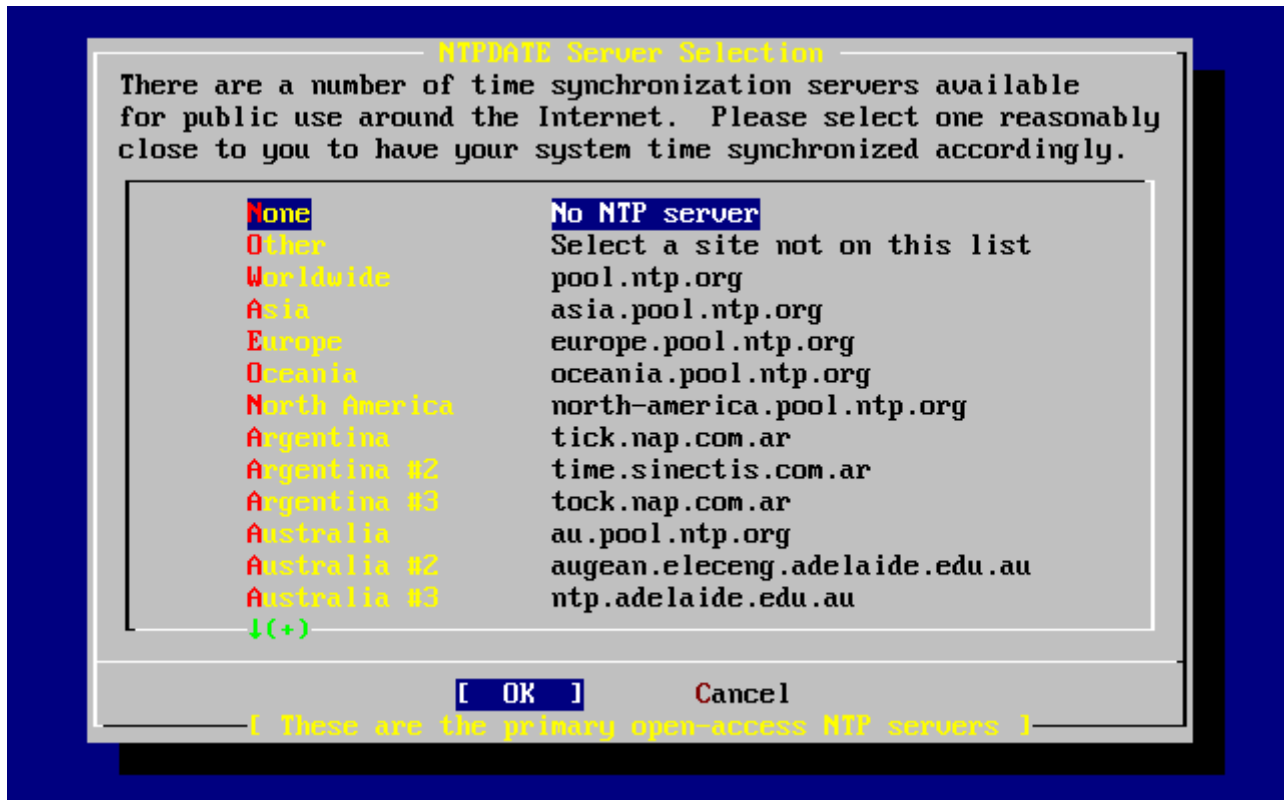 NTPDATE Server Selection
There are a number of time synchronization servers available
for public use around the Internet.  Please select one reasonably
close to you to have your system time synchronized accordingly.
None No NTP server
Other Select a site not on this list
Worldwide pool.ntp.org
Asia asia.pool.ntp.org
Europe europe.pool.ntp.org
Oceania oceania.pool.ntp.org
North America north-america.pool.ntp.org
Argentina tick.nap.com.ar
Argentina #2 time.sinectis.com.ar
Argentina #3 tock.nap.com.ar
Australia au.pool.ntp.org
Australia #2 augean.eleceng.adelaide.edu.au
Australia #3 ntp.adelaide.edu.au
↓(+)
[ OK ] Cancel
[ These are the primary open-access NTP servers ]